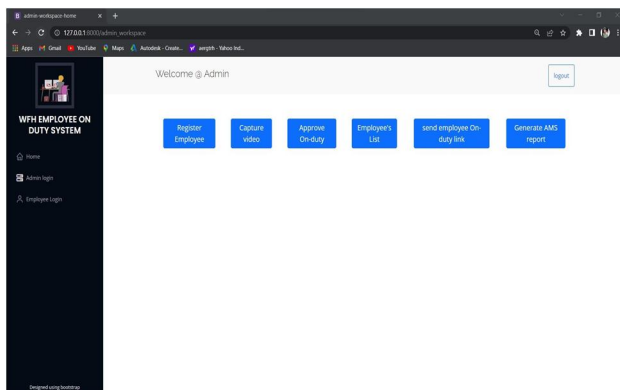 admin-workspace-home
127.0.0.1:8000/admin_workspace
Apps Gmail YouTube Maps Autodesk - Create... aergtrh - Yahoo Ind...
Welcome @ Admin
logout
WFH EMPLOYEE ON
DUTY SYSTEM
Home
Admin login
Employee Login
Register
Employee
Capture
video
Approve
On-duty
Employee's
List
send employee On-
duty link
Generate AMS
report
Designed using bootstrap